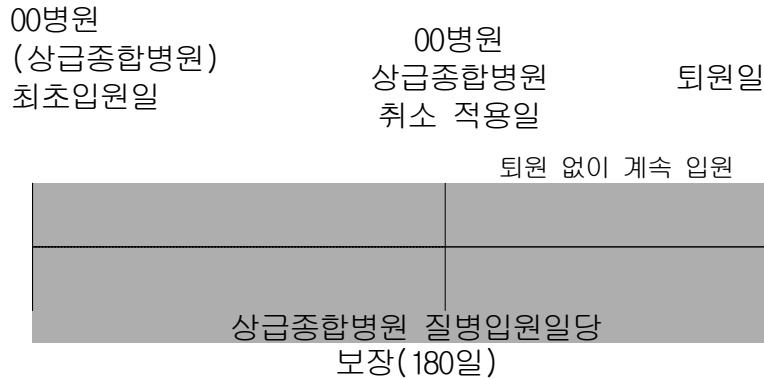 00병원
(상급종합병원)
최초입원일
00병원
상급종합병원
취소 적용일
퇴원일
퇴원 없이 계속 입원
상급종합병원 질병입원일당
보장(180일)